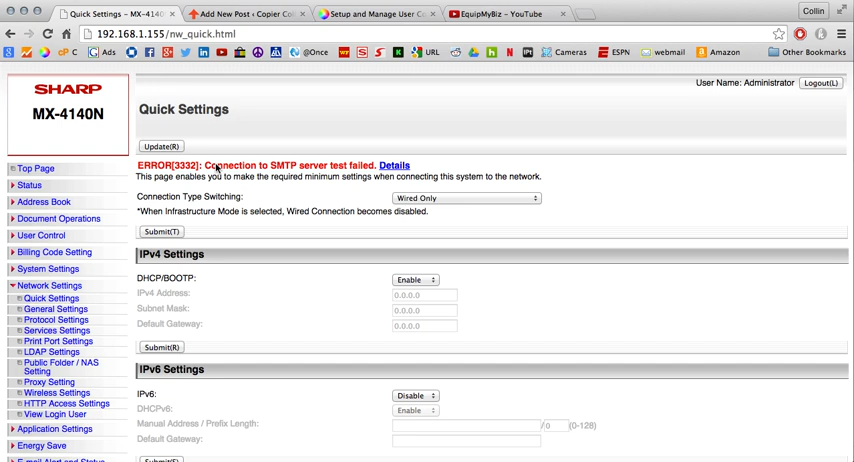 Quick Settings - MX-4140N
Add New Post ‹ Copier Col
Setup and Manage User Co
EquipMyBiz - YouTube
Collin
192.168.1.155/nw_quick.html
cP C
Ads
@Once
URL
Cameras
ESPN
webmail
Amazon
Other Bookmarks
User Name: Administrator
Logout(L)
SHARP
MX-4140N
Quick Settings
Update(R)
ERROR[3332]: Connection to SMTP server test failed. Details
This page enables you to make the required minimum settings when connecting this system to the network.
Connection Type Switching:
Wired Only
*When Infrastructure Mode is selected, Wired Connection becomes disabled.
Submit(T)
IPv4 Settings
DHCP/BOOTP:
Enable
IPv4 Address:
0.0.0.0
Subnet Mask:
0.0.0.0
Default Gateway:
0.0.0.0
Submit(R)
IPv6 Settings
IPv6:
Disable
DHCPv6:
Enable
Manual Address / Prefix Length:
/ 0 (0-128)
Default Gateway:
Submit(S)
Top Page
Status
Address Book
Document Operations
User Control
Billing Code Setting
System Settings
Network Settings
Quick Settings
General Settings
Protocol Settings
Services Settings
Print Port Settings
LDAP Settings
Public Folder / NAS
Setting
Proxy Setting
Wireless Settings
HTTP Access Settings
View Login User
Application Settings
Energy Save
E-mail Alert and Status